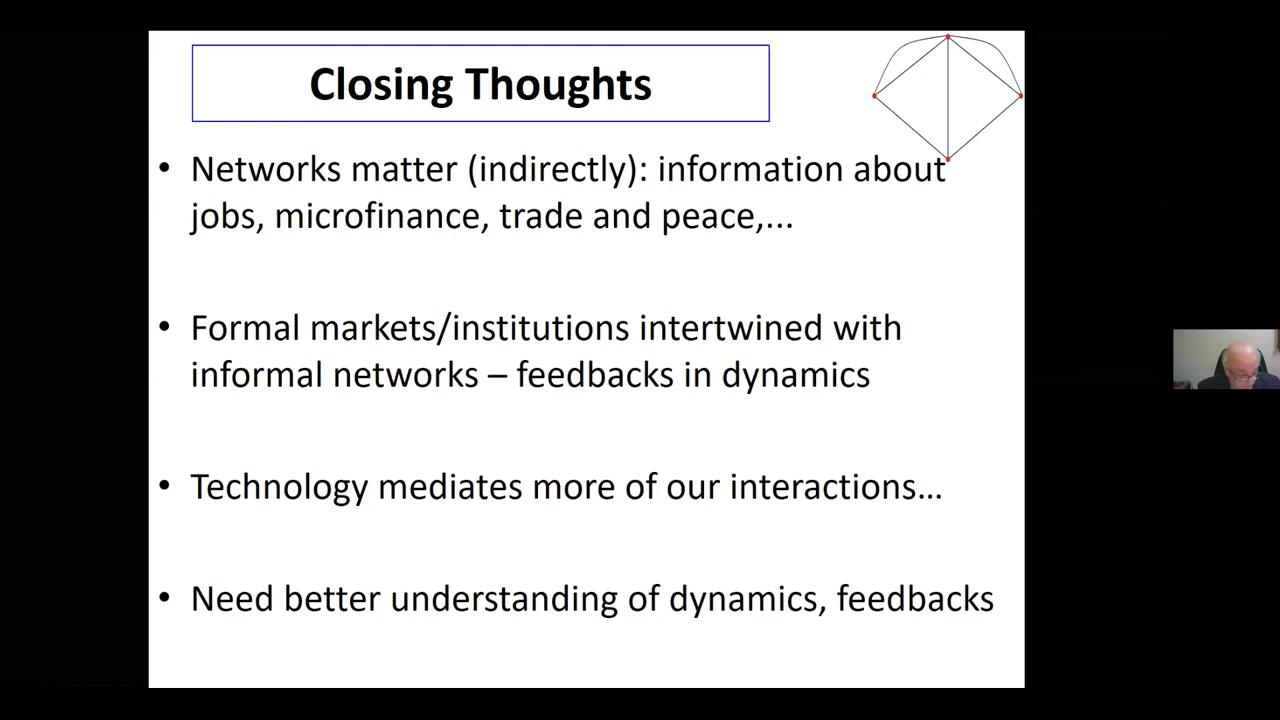 Closing Thoughts
• Networks matter (indirectly): information about
jobs, microfinance, trade and peace,...
• Formal markets/institutions intertwined with
informal networks – feedbacks in dynamics
• Technology mediates more of our interactions…
• Need better understanding of dynamics, feedbacks